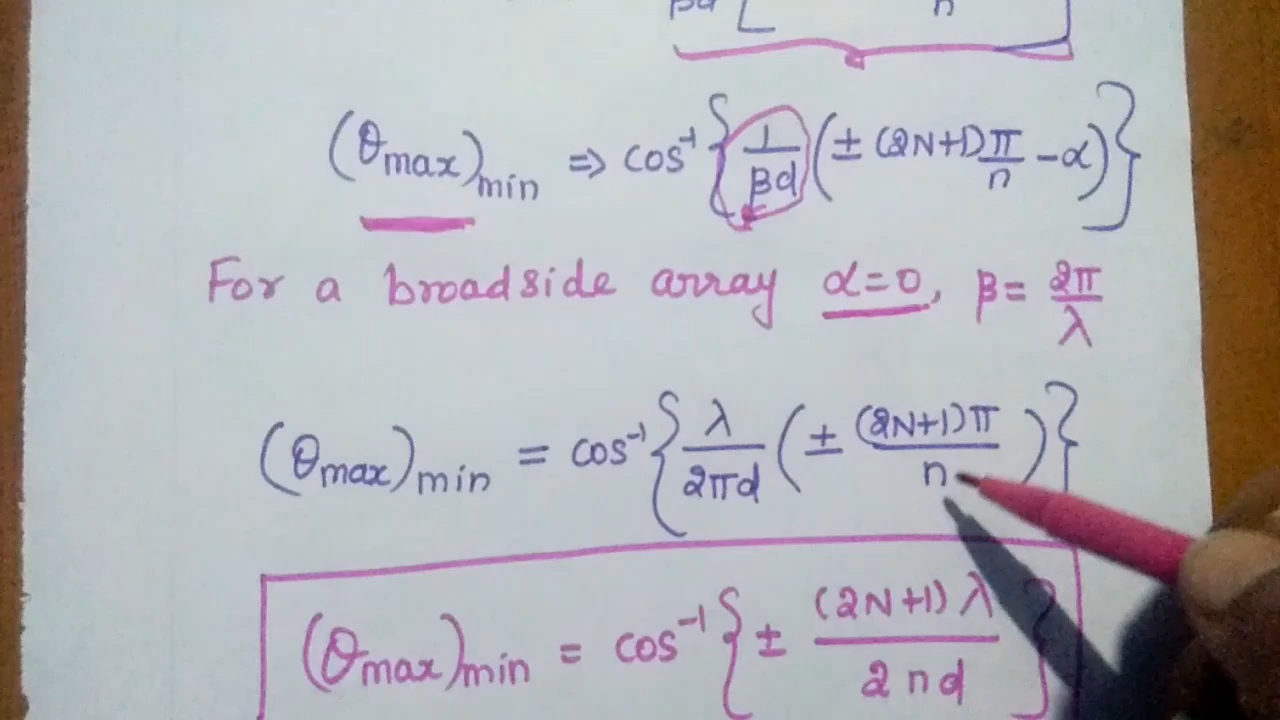 βd [ n ]
(θmax)min ⇒ cos⁻¹ { 1/βd ( ± (2N+1)π/n - α ) }
For a broadside array α=0, β= 2π/λ
(θmax)min = cos⁻¹ { λ/2πd ( ± (2N+1)π/n ) }
(θmax)min = cos⁻¹ { ± (2N+1)λ/2nd }